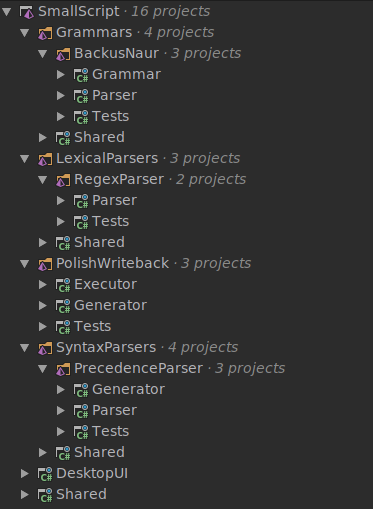 SmallScript · 16 projects
Grammars · 4 projects
BackusNaur · 3 projects
C# Grammar
C# Parser
C# Tests
C# Shared
LexicalParsers · 3 projects
RegexParser · 2 projects
C# Parser
C# Tests
C# Shared
PolishWriteback · 3 projects
C# Executor
C# Generator
C# Tests
SyntaxParsers · 4 projects
PrecedenceParser · 3 projects
C# Generator
C# Parser
C# Tests
C# Shared
C# DesktopUI
C# Shared